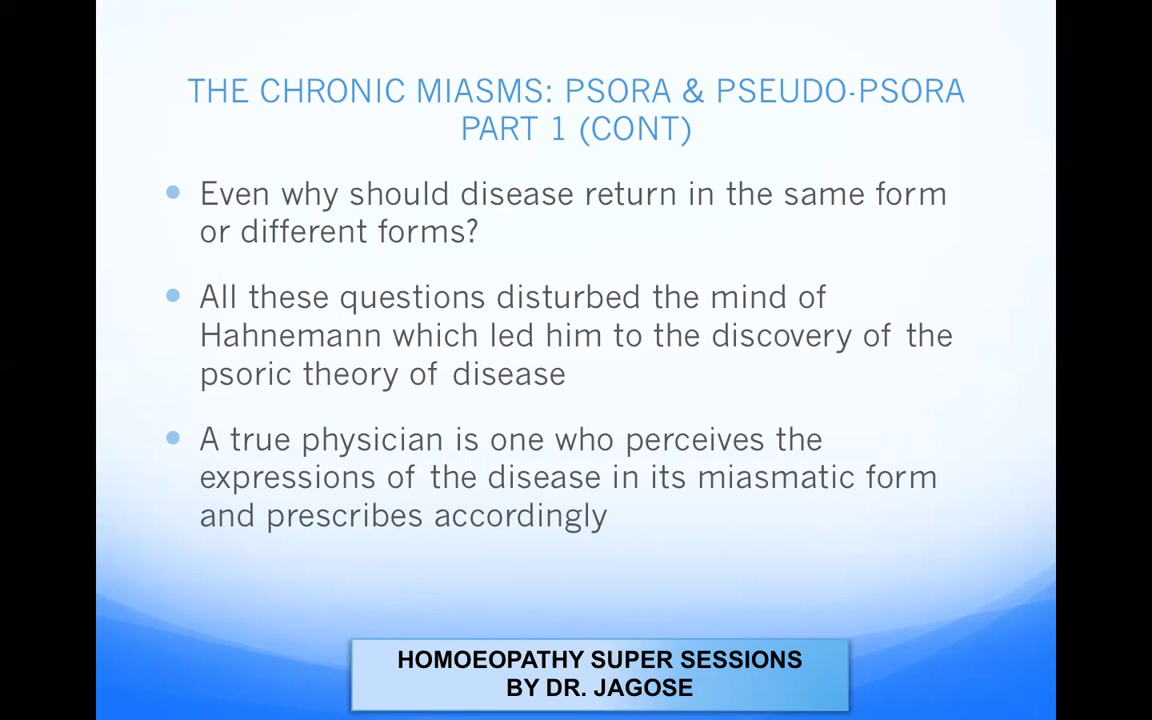 THE CHRONIC MIASMS: PSORA & PSEUDO-PSORA
PART 1 (CONT)
• Even why should disease return in the same form
or different forms?
• All these questions disturbed the mind of
Hahnemann which led him to the discovery of the
psoric theory of disease
• A true physician is one who perceives the
expressions of the disease in its miasmatic form
and prescribes accordingly
HOMOEOPATHY SUPER SESSIONS
BY DR. JAGOSE